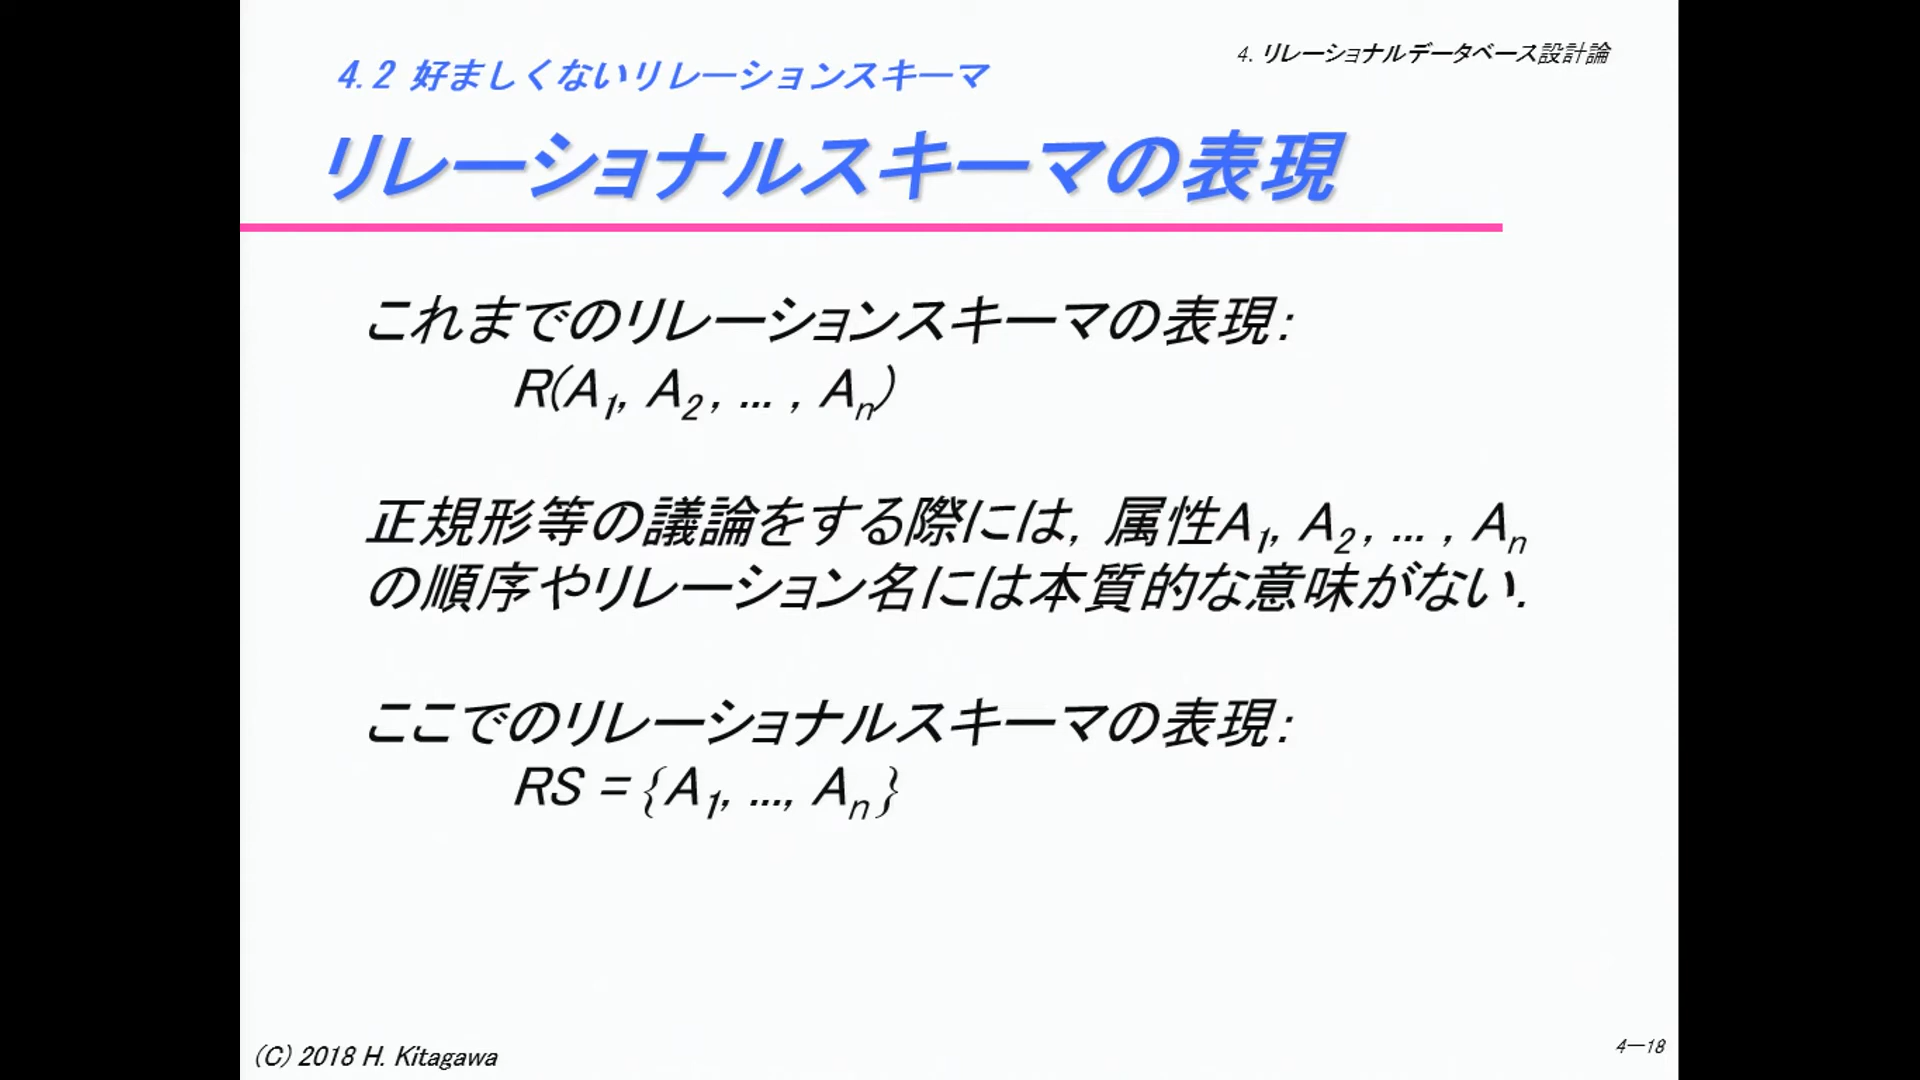 4. リレーショナルデータベース設計論
4.2 好ましくないリレーションスキーマ
リレーショナルスキーマの表現
これまでのリレーションスキーマの表現:
R(A1, A2 , … , An)
正規形等の議論をする際には, 属性A1, A2 , … , An
の順序やリレーション名には本質的な意味がない.
ここでのリレーショナルスキーマの表現:
RS = {A1, …, An}
(C) 2018 H. Kitagawa
4—18